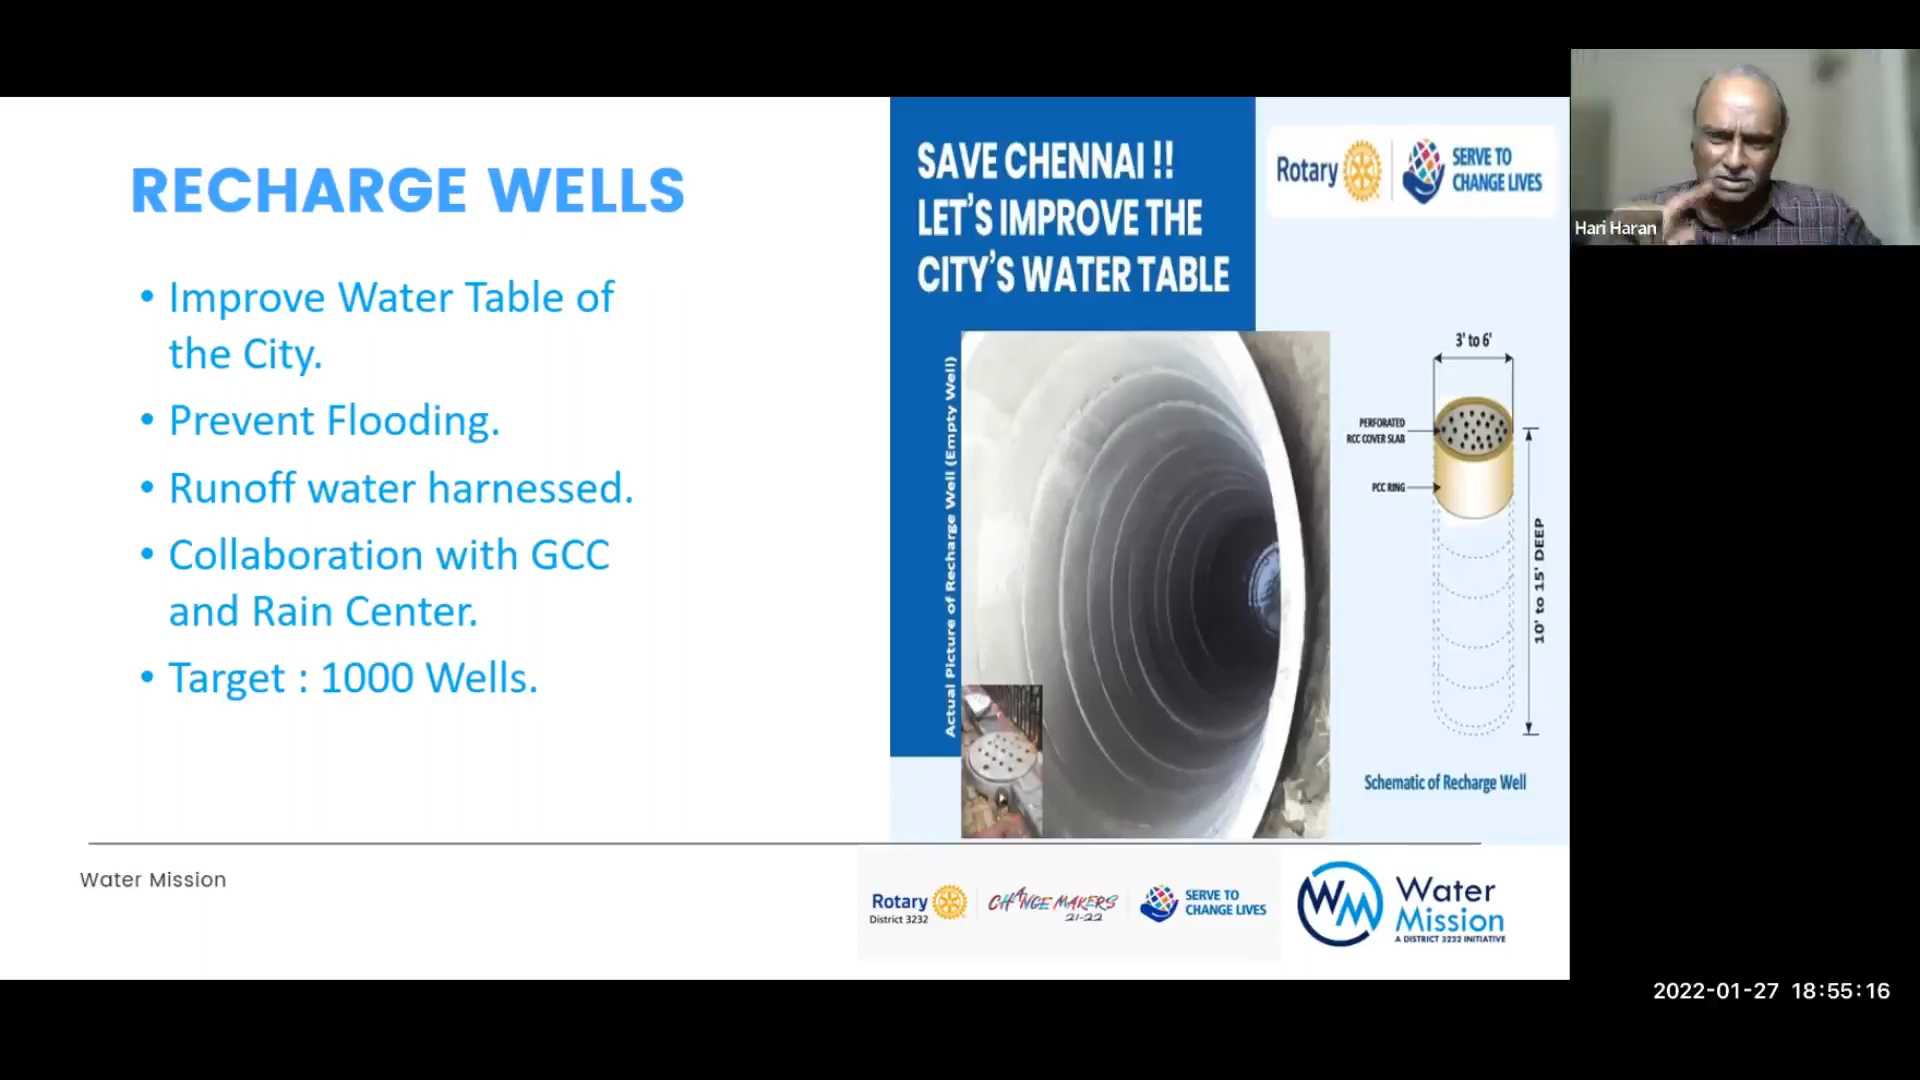 RECHARGE WELLS
• Improve Water Table of
the City.
• Prevent Flooding.
• Runoff water harnessed.
• Collaboration with GCC
and Rain Center.
• Target : 1000 Wells.
SAVE CHENNAI !!
LET'S IMPROVE THE
CITY'S WATER TABLE
Rotary
SERVE TO
CHANGE LIVES
Actual Picture of Recharge Well (Empty Well)
3' to 6'
PERFORATED
RCC COVER SLAB
PCC RING
10' to 15' DEEP
Schematic of Recharge Well
Hari Haran
Water Mission
Rotary
District 3232
CHANGE MAKERS
21-22
SERVE TO
CHANGE LIVES
WM
Water
Mission
A DISTRICT 3232 INITIATIVE
2022-01-27 18:55:16